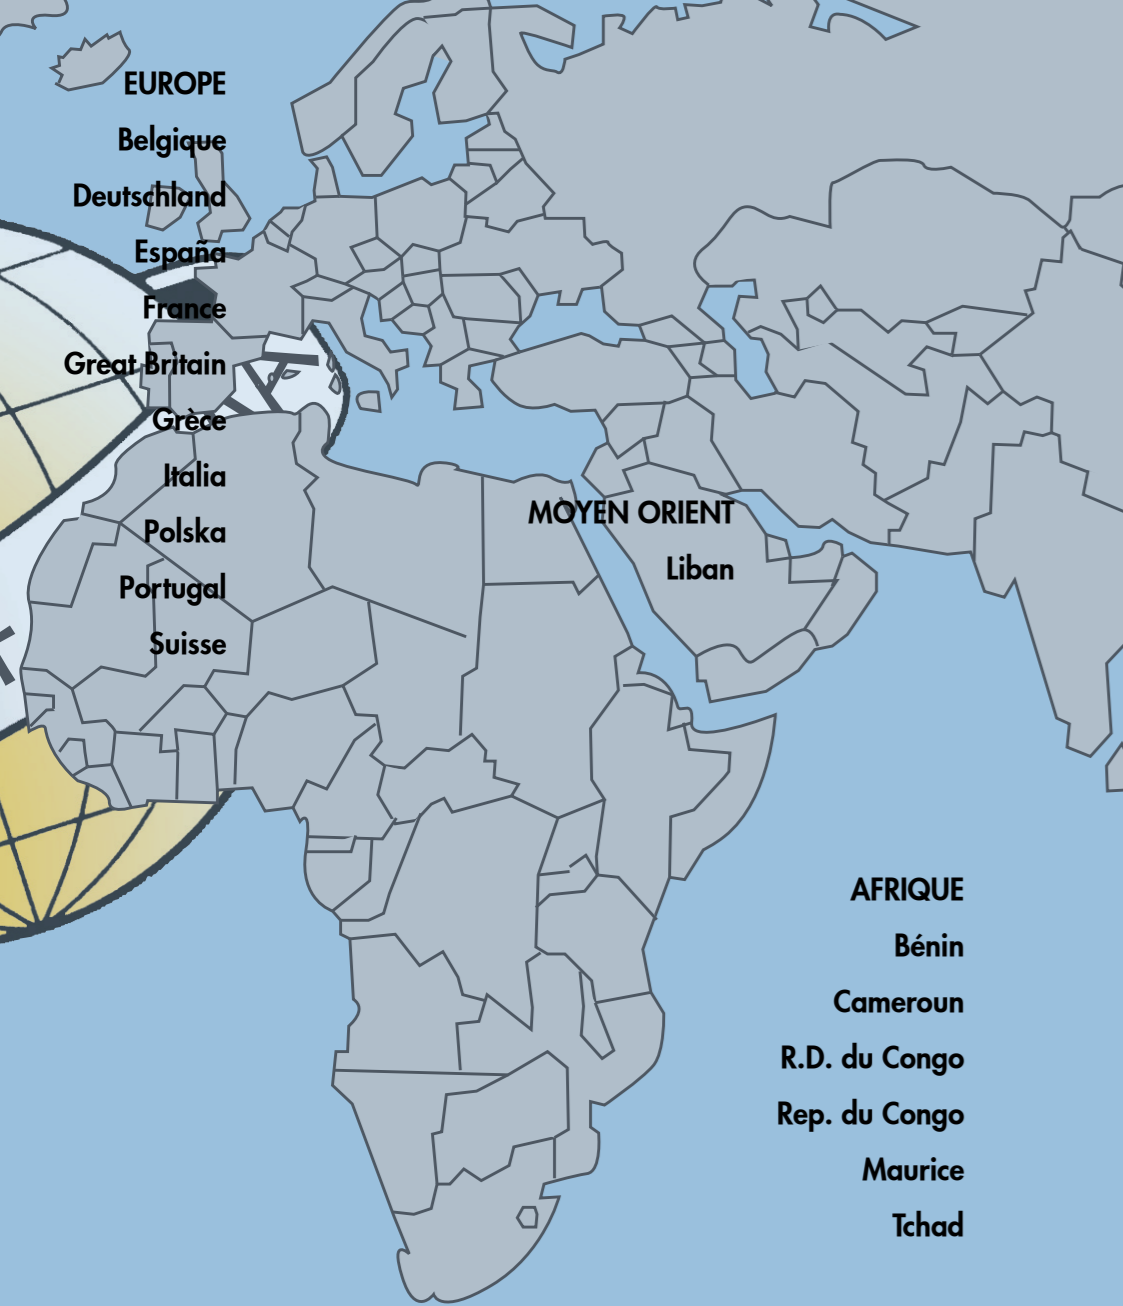 EUROPE
Belgique
Deutschland
España
France
Great Britain
Grèce
Italia
Polska
Portugal
Suisse
MOYEN ORIENT
Liban
AFRIQUE
Bénin
Cameroun
R.D. du Congo
Rep. du Congo
Maurice
Tchad